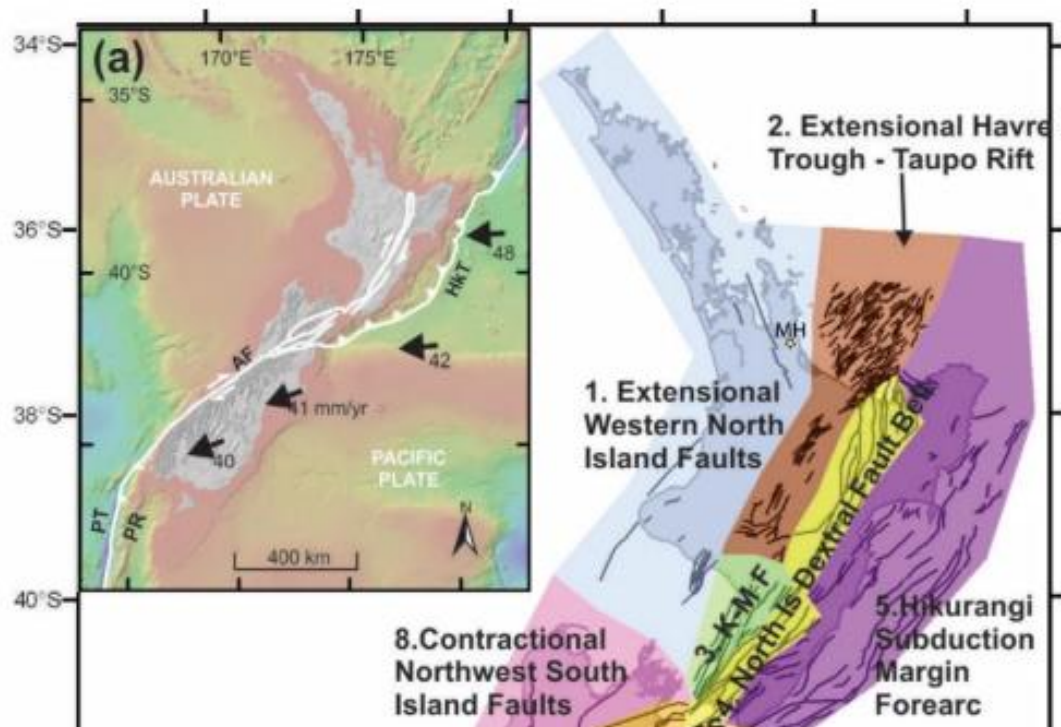 34°S
(a)
170°E
175°E
35°S
AUSTRALIAN
PLATE
36°S
48
HkT
40°S
AF
42
41 mm/yr
38°S
40
PACIFIC
PLATE
N
PT
PR
400 km
40°S
2. Extensional Havre
Trough - Taupo Rift
MH
1. Extensional
Western North
Island Faults
3. K-M-F
4. North Is Dextral Fault Belt
5.Hikurangi
Subduction
Margin
Forearc
8.Contractional
Northwest South
Island Faults